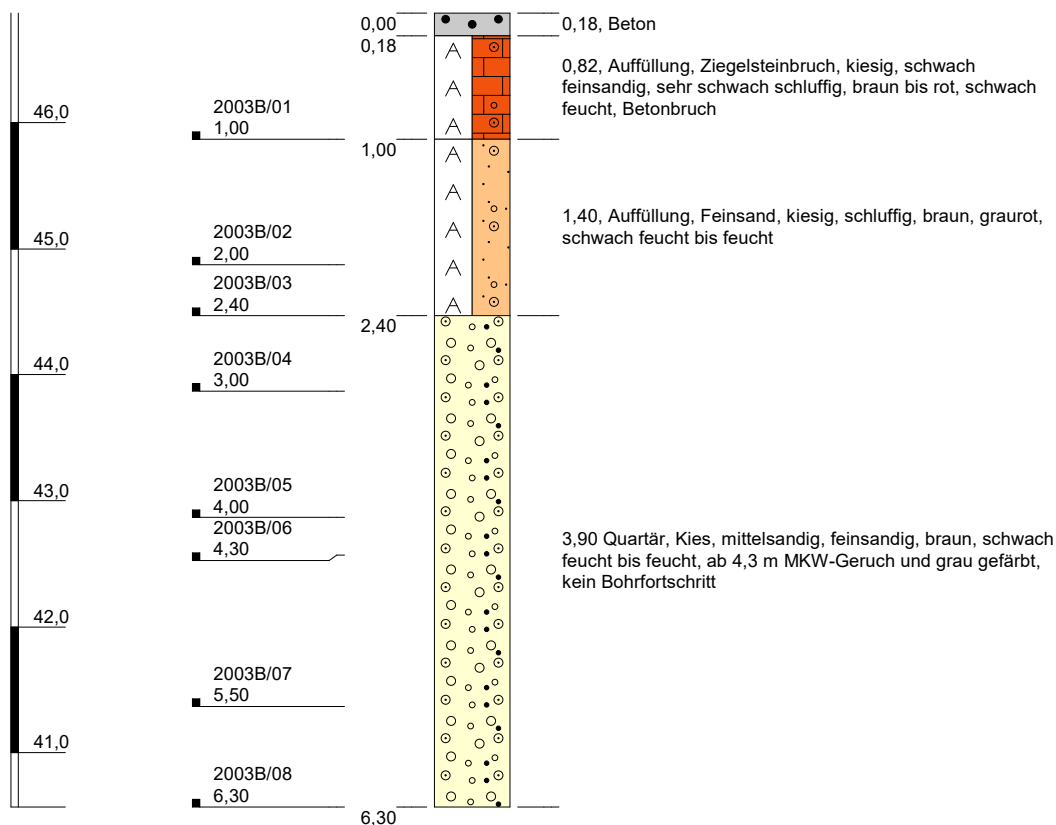 0,00
0,18, Beton
0,18
0,82, Auffüllung, Ziegelsteinbruch, kiesig, schwach
feinsandig, sehr schwach schluffig, braun bis rot, schwach
feucht, Betonbruch
46,0
2003B/01
1,00
1,00
1,40, Auffüllung, Feinsand, kiesig, schluffig, braun, graurot,
schwach feucht bis feucht
45,0
2003B/02
2,00
2003B/03
2,40
2,40
44,0
2003B/04
3,00
43,0
2003B/05
4,00
2003B/06
4,30
3,90 Quartär, Kies, mittelsandig, feinsandig, braun, schwach
feucht bis feucht, ab 4,3 m MKW-Geruch und grau gefärbt,
kein Bohrfortschritt
42,0
2003B/07
5,50
41,0
2003B/08
6,30
6,30